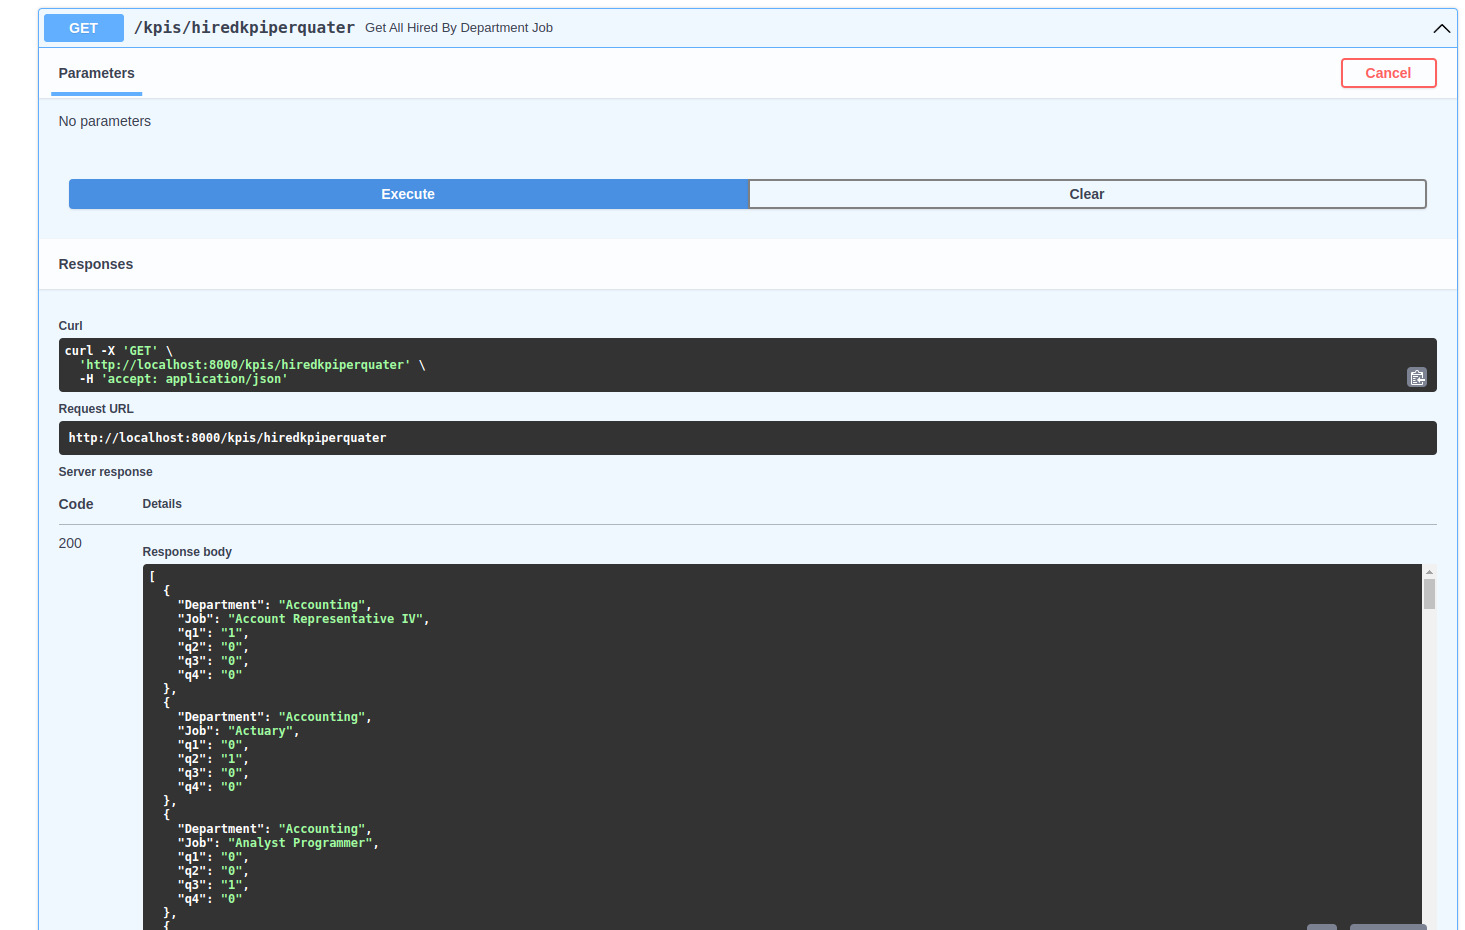 GET /kpis/hiredkpiperquater Get All Hired By Department Job
Parameters Cancel
No parameters
Execute Clear
Responses
Curl
curl -X 'GET' \
  'http://localhost:8000/kpis/hiredkpiperquater' \
  -H 'accept: application/json'
Request URL
http://localhost:8000/kpis/hiredkpiperquater
Server response
Code Details
200
Response body
[
  {
    "Department": "Accounting",
    "Job": "Account Representative IV",
    "q1": "1",
    "q2": "0",
    "q3": "0",
    "q4": "0"
  },
  {
    "Department": "Accounting",
    "Job": "Actuary",
    "q1": "0",
    "q2": "1",
    "q3": "0",
    "q4": "0"
  },
  {
    "Department": "Accounting",
    "Job": "Analyst Programmer",
    "q1": "0",
    "q2": "0",
    "q3": "1",
    "q4": "0"
  },
  {